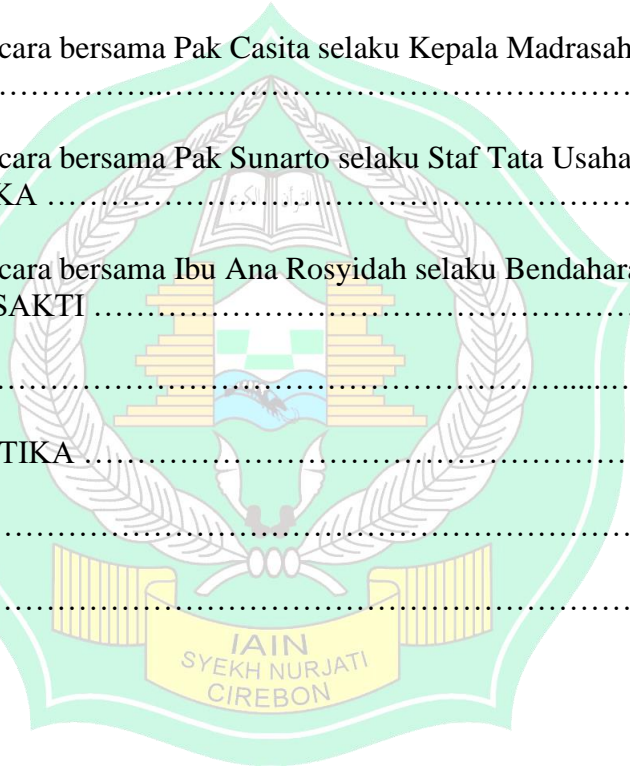 cara bersama Pak Casita selaku Kepala Madrasah
……………..……………………………………………
cara bersama Pak Sunarto selaku Staf Tata Usaha
KA ……………………………………………………
cara bersama Ibu Ana Rosyidah selaku Bendahara
SAKTI …………………………………………………
………………………………………………......…
TIKA …………………………………………………
……………………………………………………………
……………………………………………………………
IAIN
SYEKH NURJATI
CIREBON